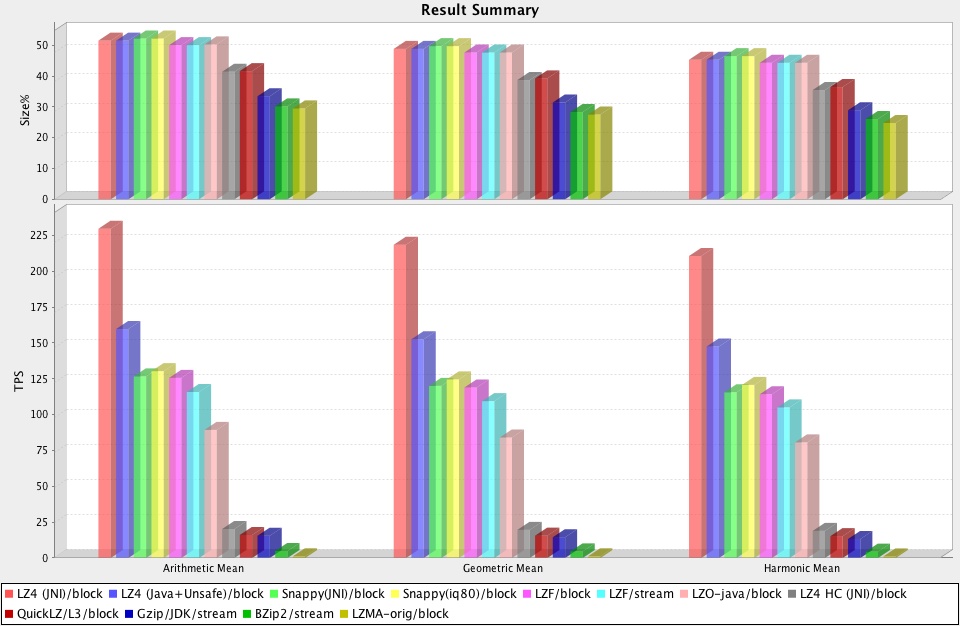 Result Summary
50
40
30
20
10
0
Size%
225
200
175
150
125
100
75
50
25
0
TPS
Arithmetic Mean
Geometric Mean
Harmonic Mean
LZ4 (JNI)/block LZ4 (Java+Unsafe)/block Snappy(JNI)/block Snappy(iq80)/block LZF/block LZF/stream LZO-java/block LZ4 HC (JNI)/block
QuickLZ/L3/block Gzip/JDK/stream BZip2/stream LZMA-orig/block